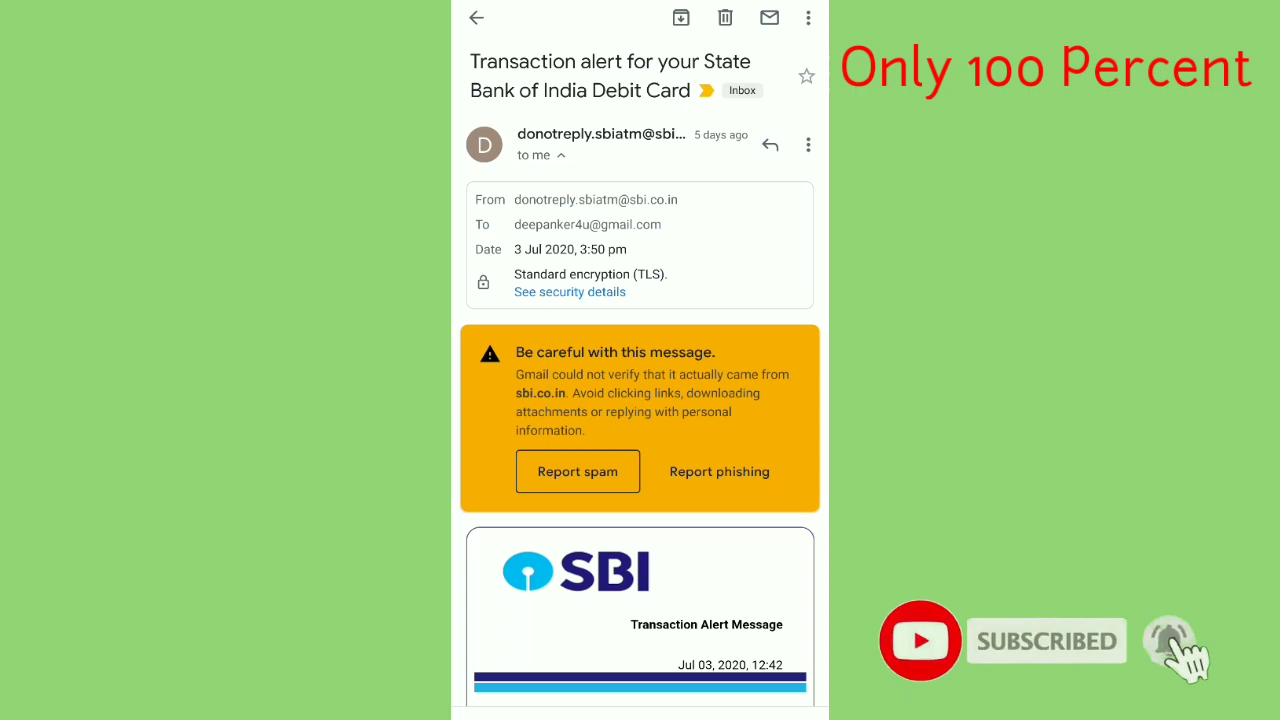 Only 100 Percent
Transaction alert for your State
Bank of India Debit Card Inbox
D
donotreply.sbiatm@sbi... 5 days ago
to me
From donotreply.sbiatm@sbi.co.in
To deepanker4u@gmail.com
Date 3 Jul 2020, 3:50 pm
Standard encryption (TLS).
See security details
Be careful with this message.
Gmail could not verify that it actually came from
sbi.co.in. Avoid clicking links, downloading
attachments or replying with personal
information.
Report spam Report phishing
SBI
Transaction Alert Message
Jul 03, 2020, 12:42
SUBSCRIBED